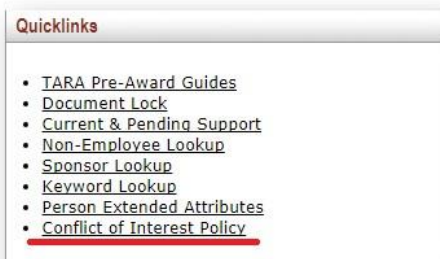 Quicklinks
TARA Pre-Award Guides
Document Lock
Current & Pending Support
Non-Employee Lookup
Sponsor Lookup
Keyword Lookup
Person Extended Attributes
Conflict of Interest Policy